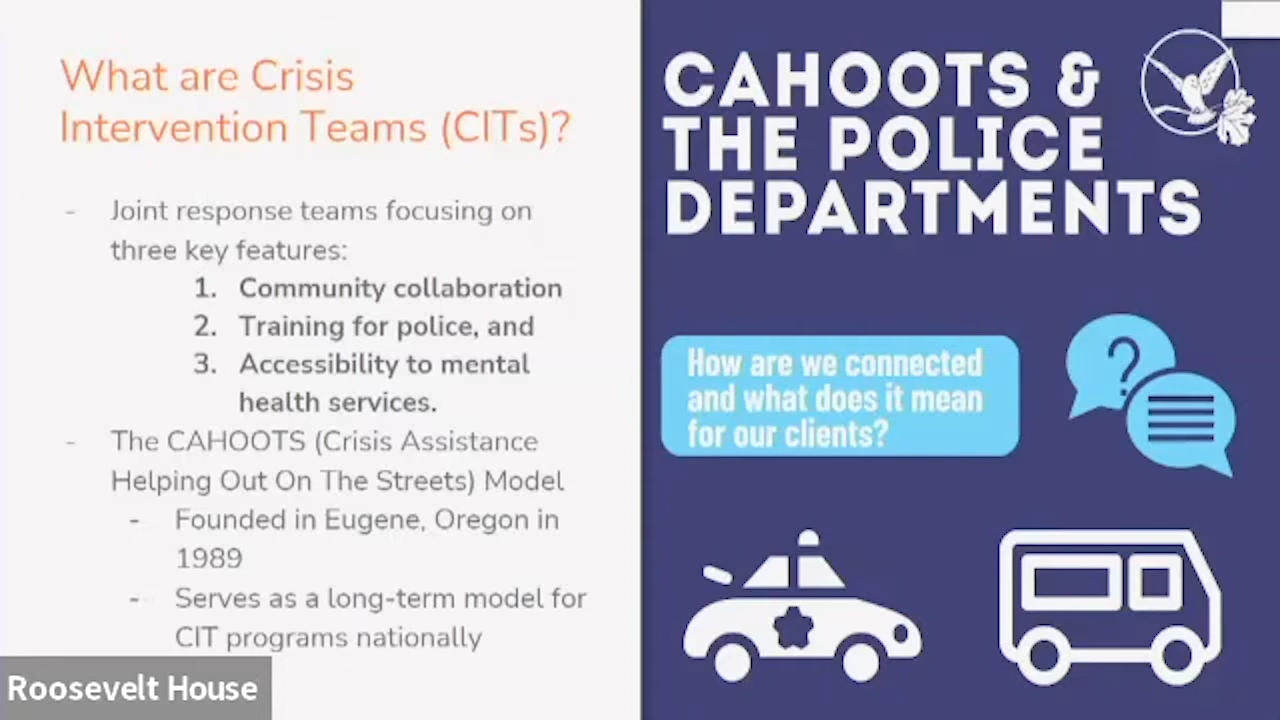 What are Crisis
Intervention Teams (CITs)?
- Joint response teams focusing on
three key features:
1. Community collaboration
2. Training for police, and
3. Accessibility to mental
health services.
- The CAHOOTS (Crisis Assistance
Helping Out On The Streets) Model
- Founded in Eugene, Oregon in
1989
- Serves as a long-term model for
CIT programs nationally
Roosevelt House
CAHOOTS &
THE POLICE
DEPARTMENTS
How are we connected
and what does it mean
for our clients?
?